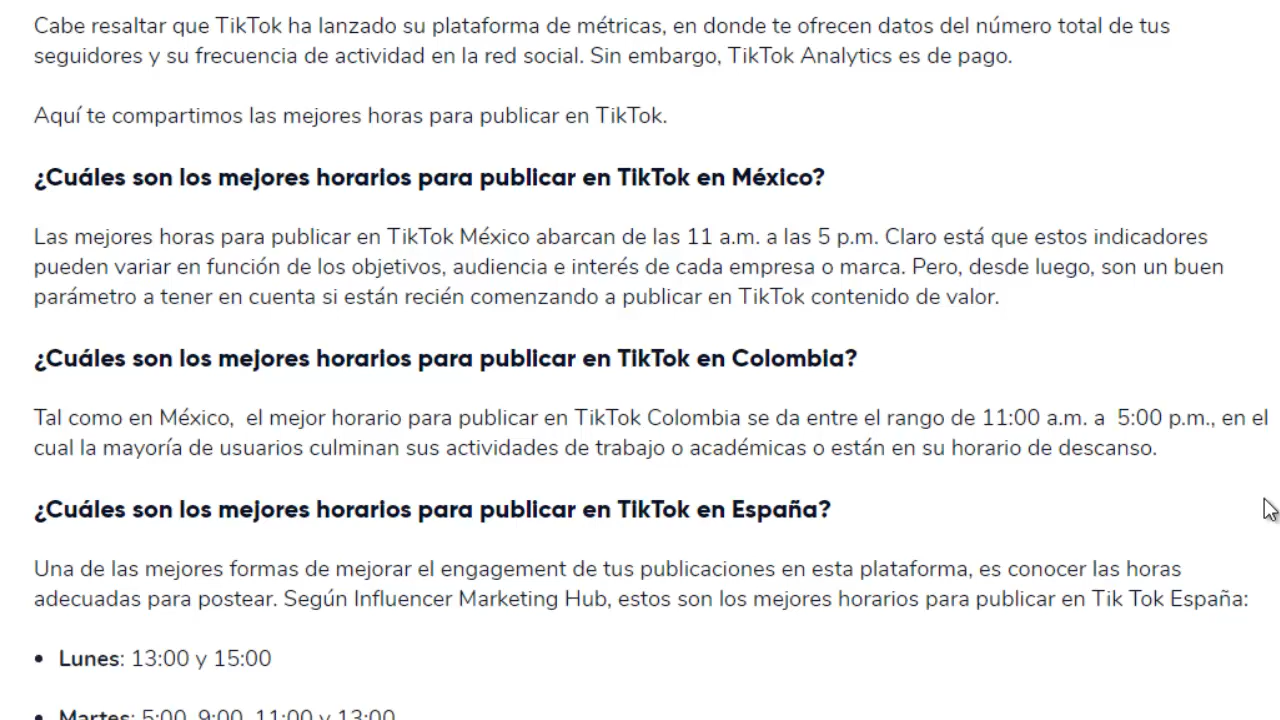 Cabe resaltar que TikTok ha lanzado su plataforma de métricas, en donde te ofrecen datos del número total de tus
seguidores y su frecuencia de actividad en la red social. Sin embargo, TikTok Analytics es de pago.
Aquí te compartimos las mejores horas para publicar en TikTok.
¿Cuáles son los mejores horarios para publicar en TikTok en México?
Las mejores horas para publicar en TikTok México abarcan de las 11 a.m. a las 5 p.m. Claro está que estos indicadores
pueden variar en función de los objetivos, audiencia e interés de cada empresa o marca. Pero, desde luego, son un buen
parámetro a tener en cuenta si están recién comenzando a publicar en TikTok contenido de valor.
¿Cuáles son los mejores horarios para publicar en TikTok en Colombia?
Tal como en México,  el mejor horario para publicar en TikTok Colombia se da entre el rango de 11:00 a.m. a  5:00 p.m., en el
cual la mayoría de usuarios culminan sus actividades de trabajo o académicas o están en su horario de descanso.
¿Cuáles son los mejores horarios para publicar en TikTok en España?
Una de las mejores formas de mejorar el engagement de tus publicaciones en esta plataforma, es conocer las horas
adecuadas para postear. Según Influencer Marketing Hub, estos son los mejores horarios para publicar en Tik Tok España:
• Lunes: 13:00 y 15:00
• Martes: 5:00, 9:00, 11:00 y 13:00